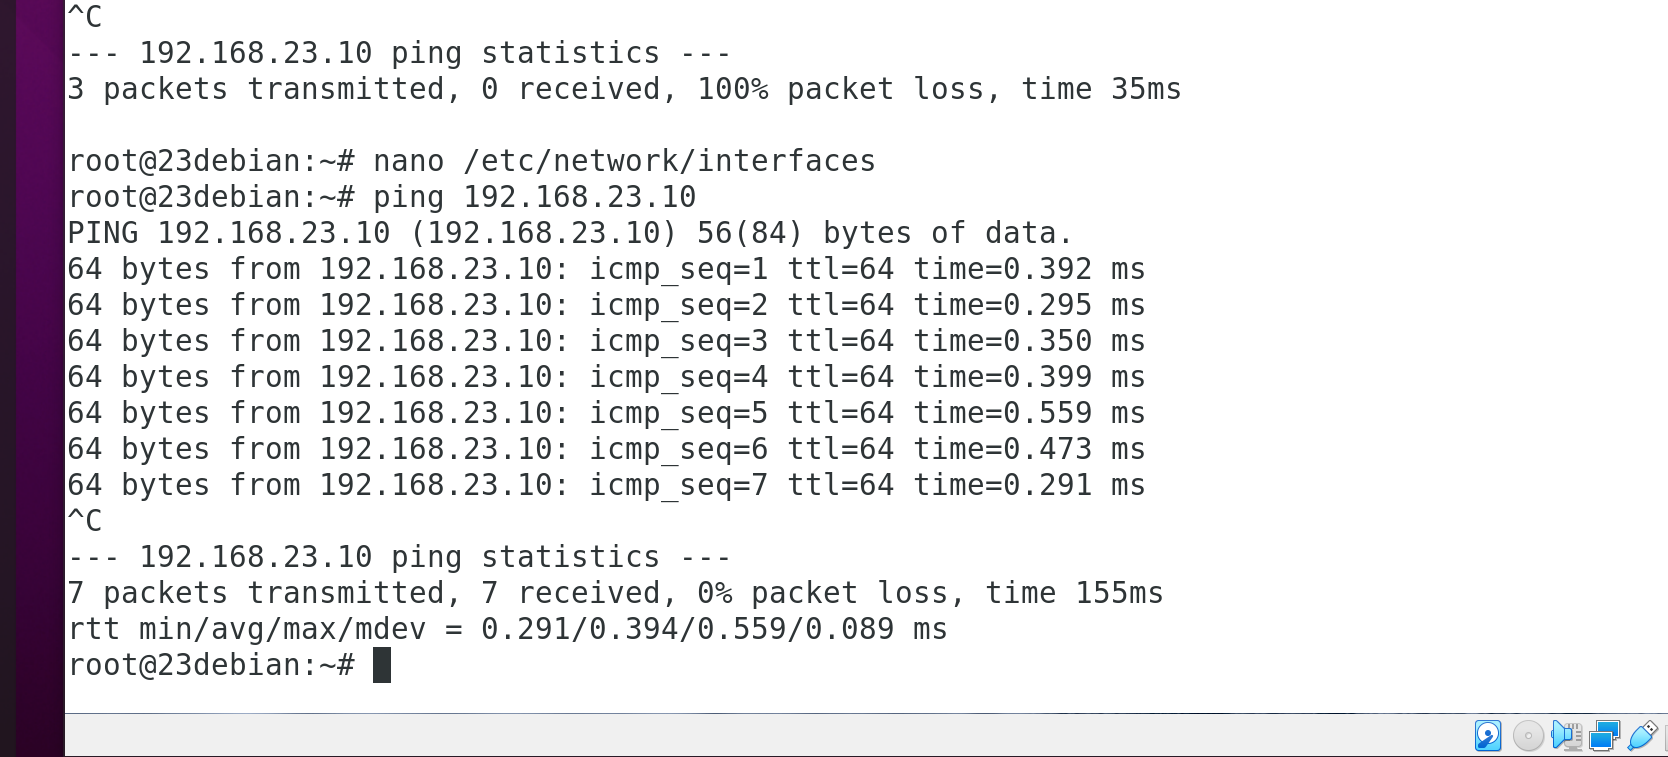 ^C
--- 192.168.23.10 ping statistics ---
3 packets transmitted, 0 received, 100% packet loss, time 35ms
root@23debian:~# nano /etc/network/interfaces
root@23debian:~# ping 192.168.23.10
PING 192.168.23.10 (192.168.23.10) 56(84) bytes of data.
64 bytes from 192.168.23.10: icmp_seq=1 ttl=64 time=0.392 ms
64 bytes from 192.168.23.10: icmp_seq=2 ttl=64 time=0.295 ms
64 bytes from 192.168.23.10: icmp_seq=3 ttl=64 time=0.350 ms
64 bytes from 192.168.23.10: icmp_seq=4 ttl=64 time=0.399 ms
64 bytes from 192.168.23.10: icmp_seq=5 ttl=64 time=0.559 ms
64 bytes from 192.168.23.10: icmp_seq=6 ttl=64 time=0.473 ms
64 bytes from 192.168.23.10: icmp_seq=7 ttl=64 time=0.291 ms
^C
--- 192.168.23.10 ping statistics ---
7 packets transmitted, 7 received, 0% packet loss, time 155ms
rtt min/avg/max/mdev = 0.291/0.394/0.559/0.089 ms
root@23debian:~#